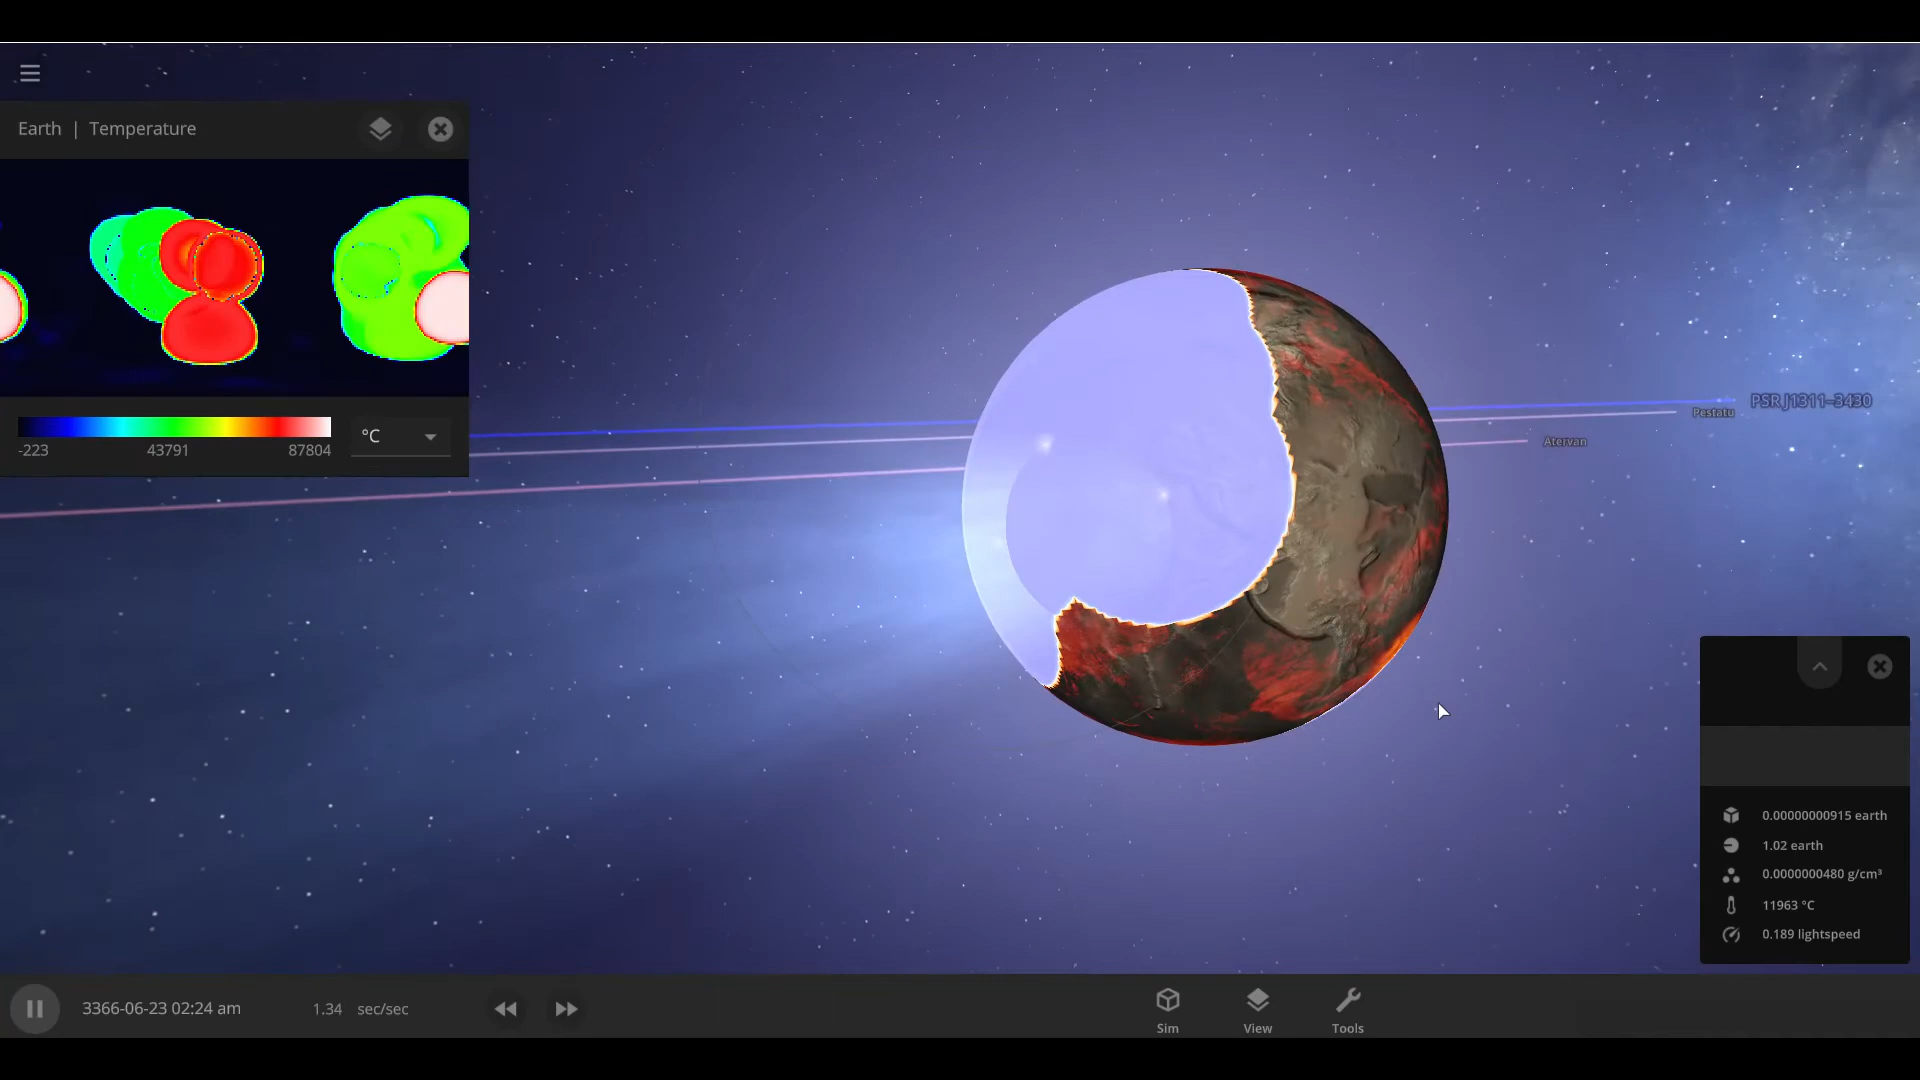 Earth | Temperature
-223 43791 87804 °C
PSR J1311–3430
Pestatu
Atervan
0.00000000915 earth
1.02 earth
0.0000000480 g/cm³
11963 °C
0.189 lightspeed
3366-06-23 02:24 am 1.34 sec/sec
Sim View Tools